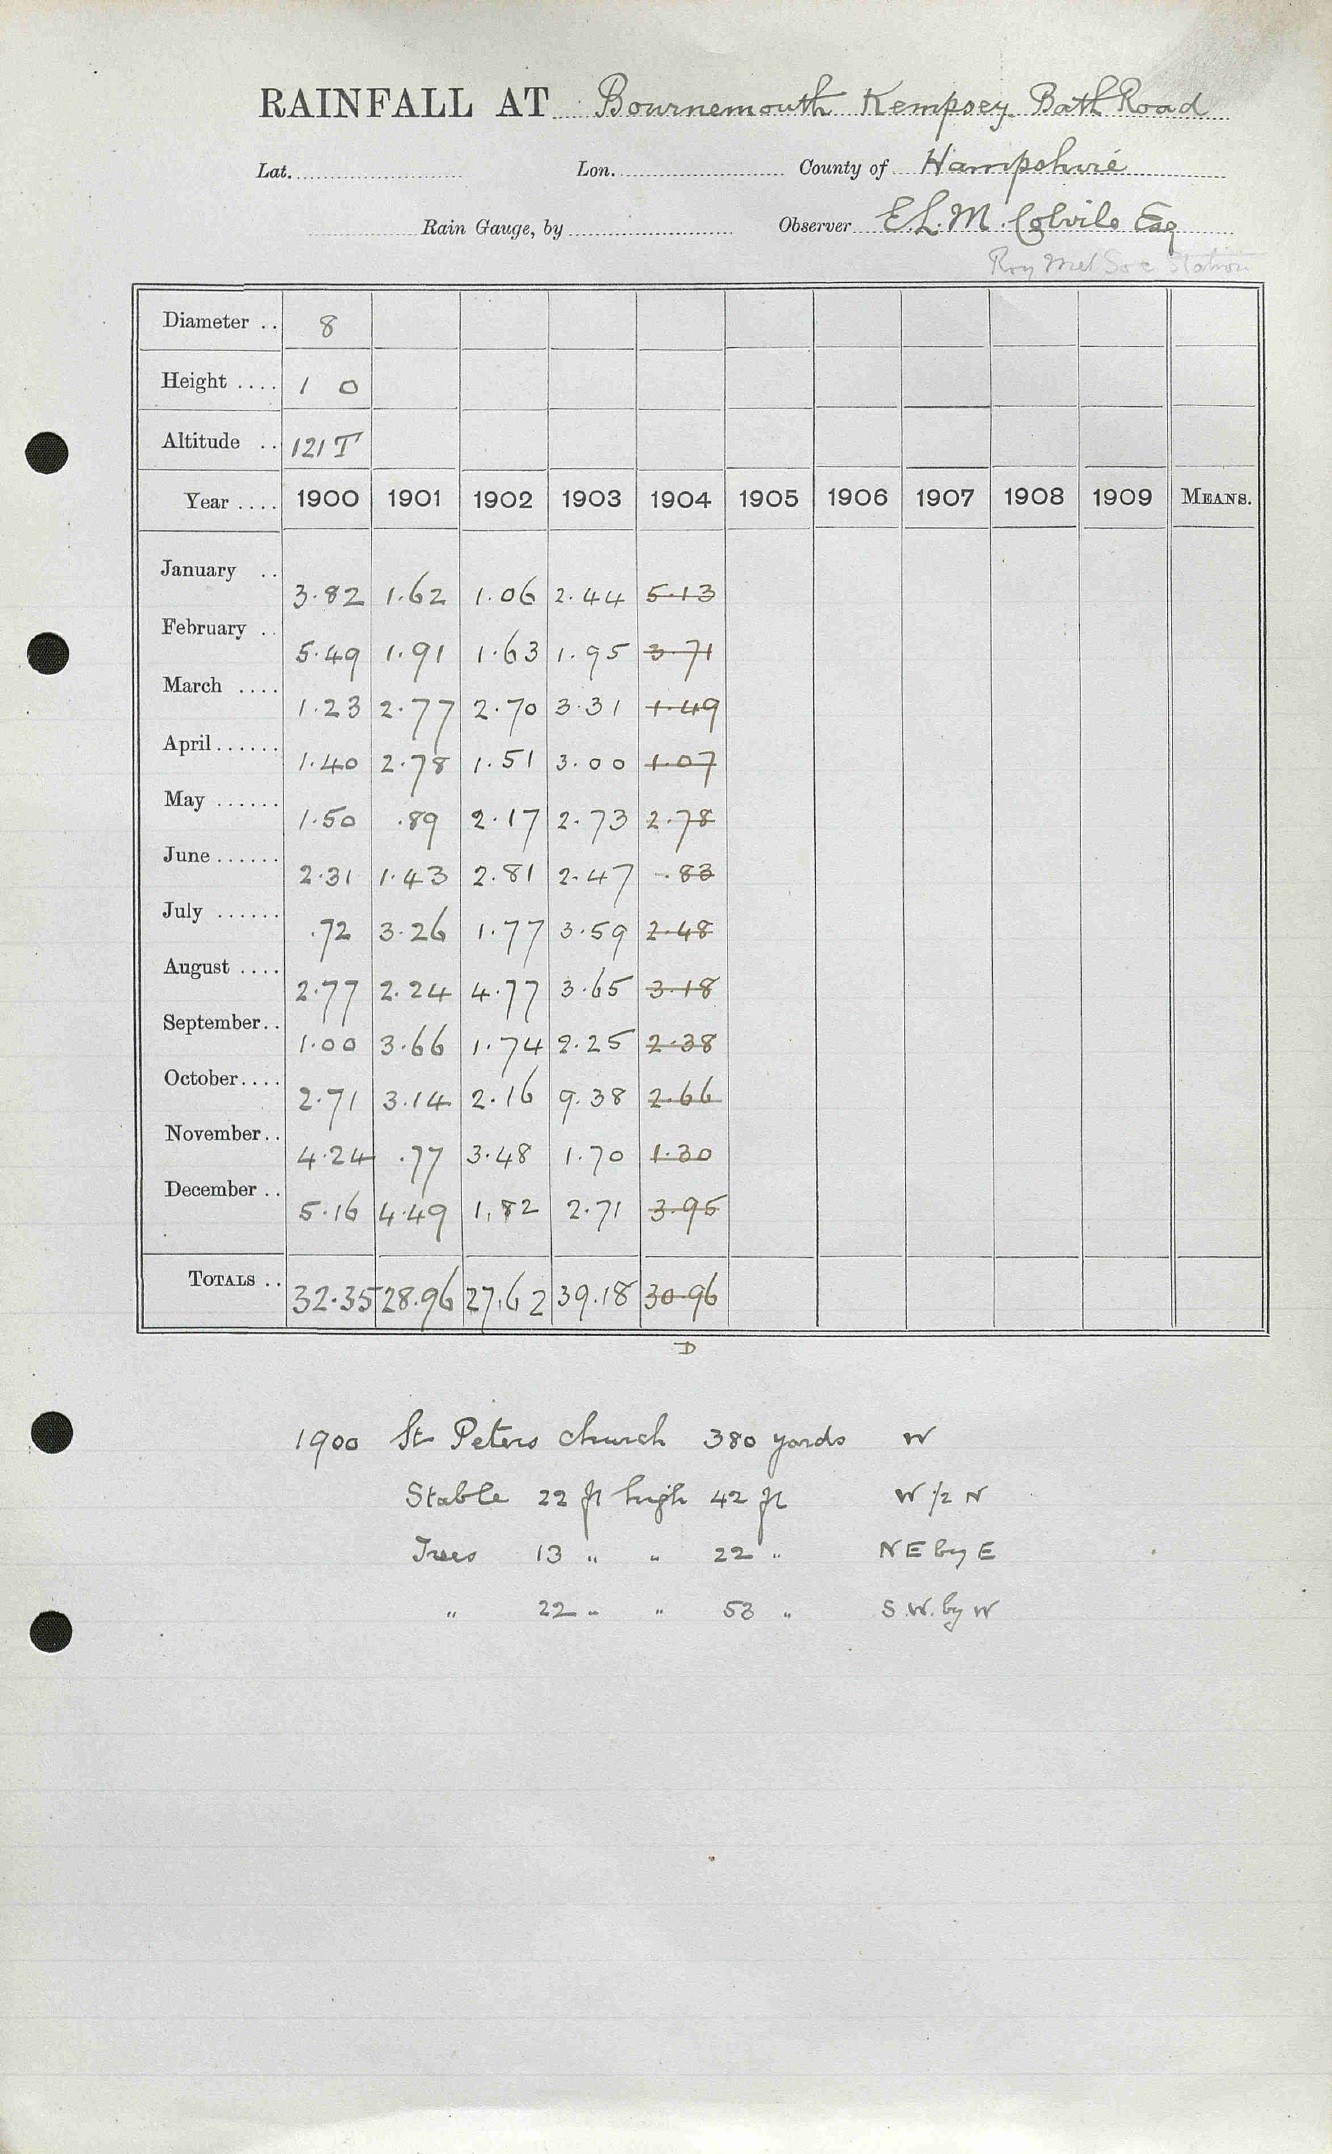 RAINFALL AT Bournemouth Kempsey Bath Road
Lat. Lon. County of Hampshire
Rain Gauge, by Observer E. L. M. Colvile Esq
Roy Met Soc Station
Diameter .. 8
Height .... 1 0
Altitude .. 121 T
Year .... 1900 1901 1902 1903 1904 1905 1906 1907 1908 1909 MEANS.
January .. 3.82 1.62 1.06 2.44 5.13
February .. 5.49 1.91 1.63 1.95 3.71
March .... 1.23 2.77 2.70 3.31 1.49
April ...... 1.40 2.78 1.51 3.00 1.07
May ...... 1.50 .89 2.17 2.73 2.78
June ...... 2.31 1.43 2.81 2.47 .83
July ...... .72 3.26 1.77 3.59 2.48
August .... 2.77 2.24 4.77 3.65 3.18
September.. 1.00 3.66 1.74 2.25 2.38
October.... 2.71 3.14 2.16 9.38 2.66
November.. 4.24 .77 3.48 1.70 1.30
December .. 5.16 4.49 1.82 2.71 3.95
TOTALS .. 32.35 28.96 27.62 39.18 30.96
D
1900 St Peters church 380 yards W
Stable 22 ft high 42 ft W 1/2 N
Trees 13 " " 22 " NE by E
" 22 " " 53 " S.W. by W